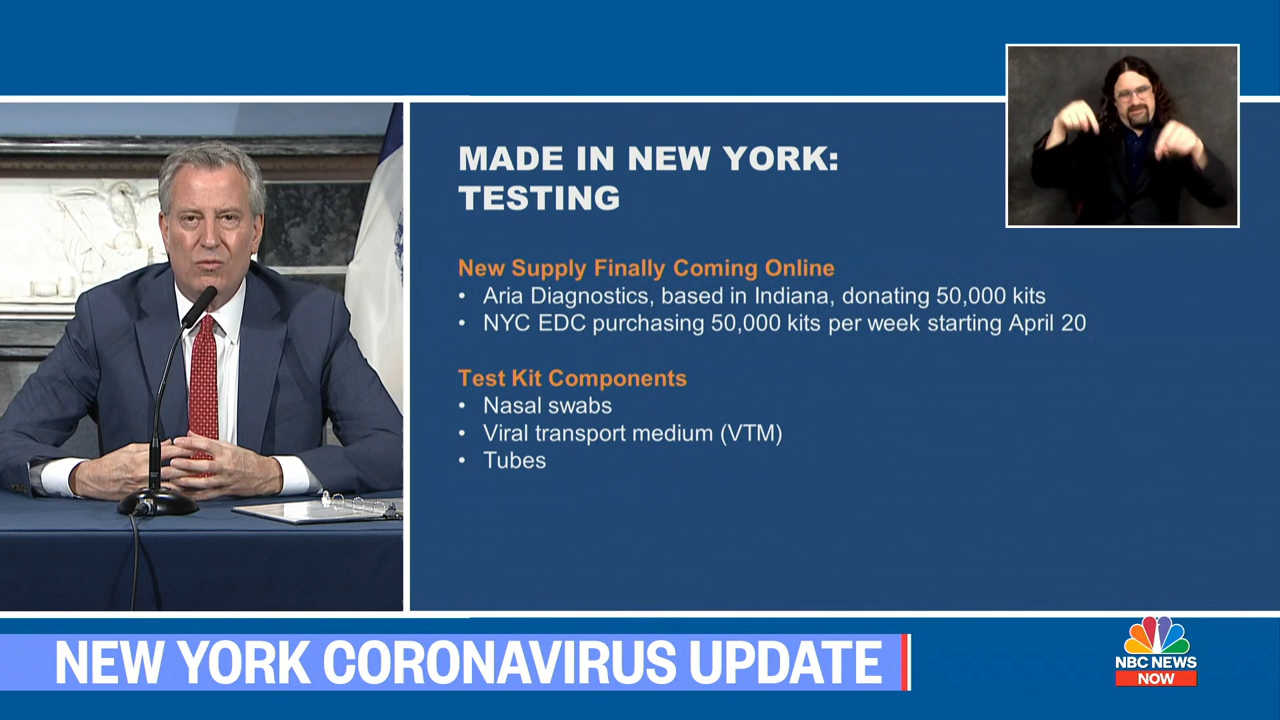 MADE IN NEW YORK:
TESTING
New Supply Finally Coming Online
• Aria Diagnostics, based in Indiana, donating 50,000 kits
• NYC EDC purchasing 50,000 kits per week starting April 20
Test Kit Components
• Nasal swabs
• Viral transport medium (VTM)
• Tubes
NEW YORK CORONAVIRUS UPDATE
NBC NEWS
NOW